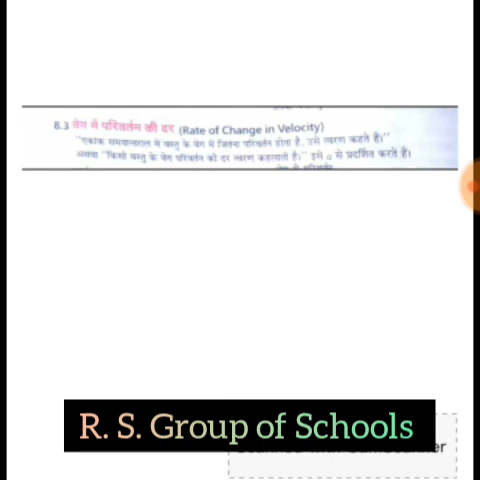 8.3 वेग में परिवर्तन की दर (Rate of Change in Velocity)
"एकांक समयान्तराल में वस्तु के वेग में जितना परिवर्तन होता है, उसे त्वरण कहते हैं।"
अथवा "किसी वस्तु के वेग परिवर्तन की दर त्वरण कहलाती है।" इसे a से प्रदर्शित करते हैं।
R. S. Group of Schools